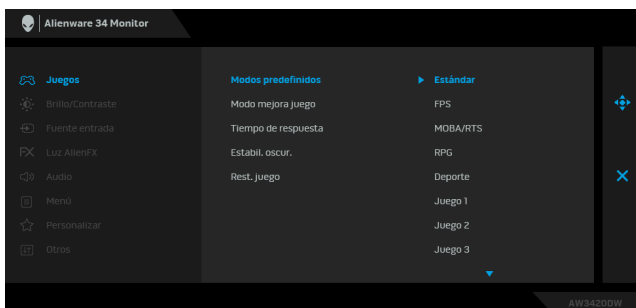 Alienware 34 Monitor
Juegos
Brillo/Contraste
Fuente entrada
Luz AlienFX
Audio
Menú
Personalizar
Otros
Modos predefinidos
Modo mejora juego
Tiempo de respuesta
Estabil. oscur.
Rest. juego
Estándar
FPS
MOBA/RTS
RPG
Deporte
Juego 1
Juego 2
Juego 3
AW3420DW